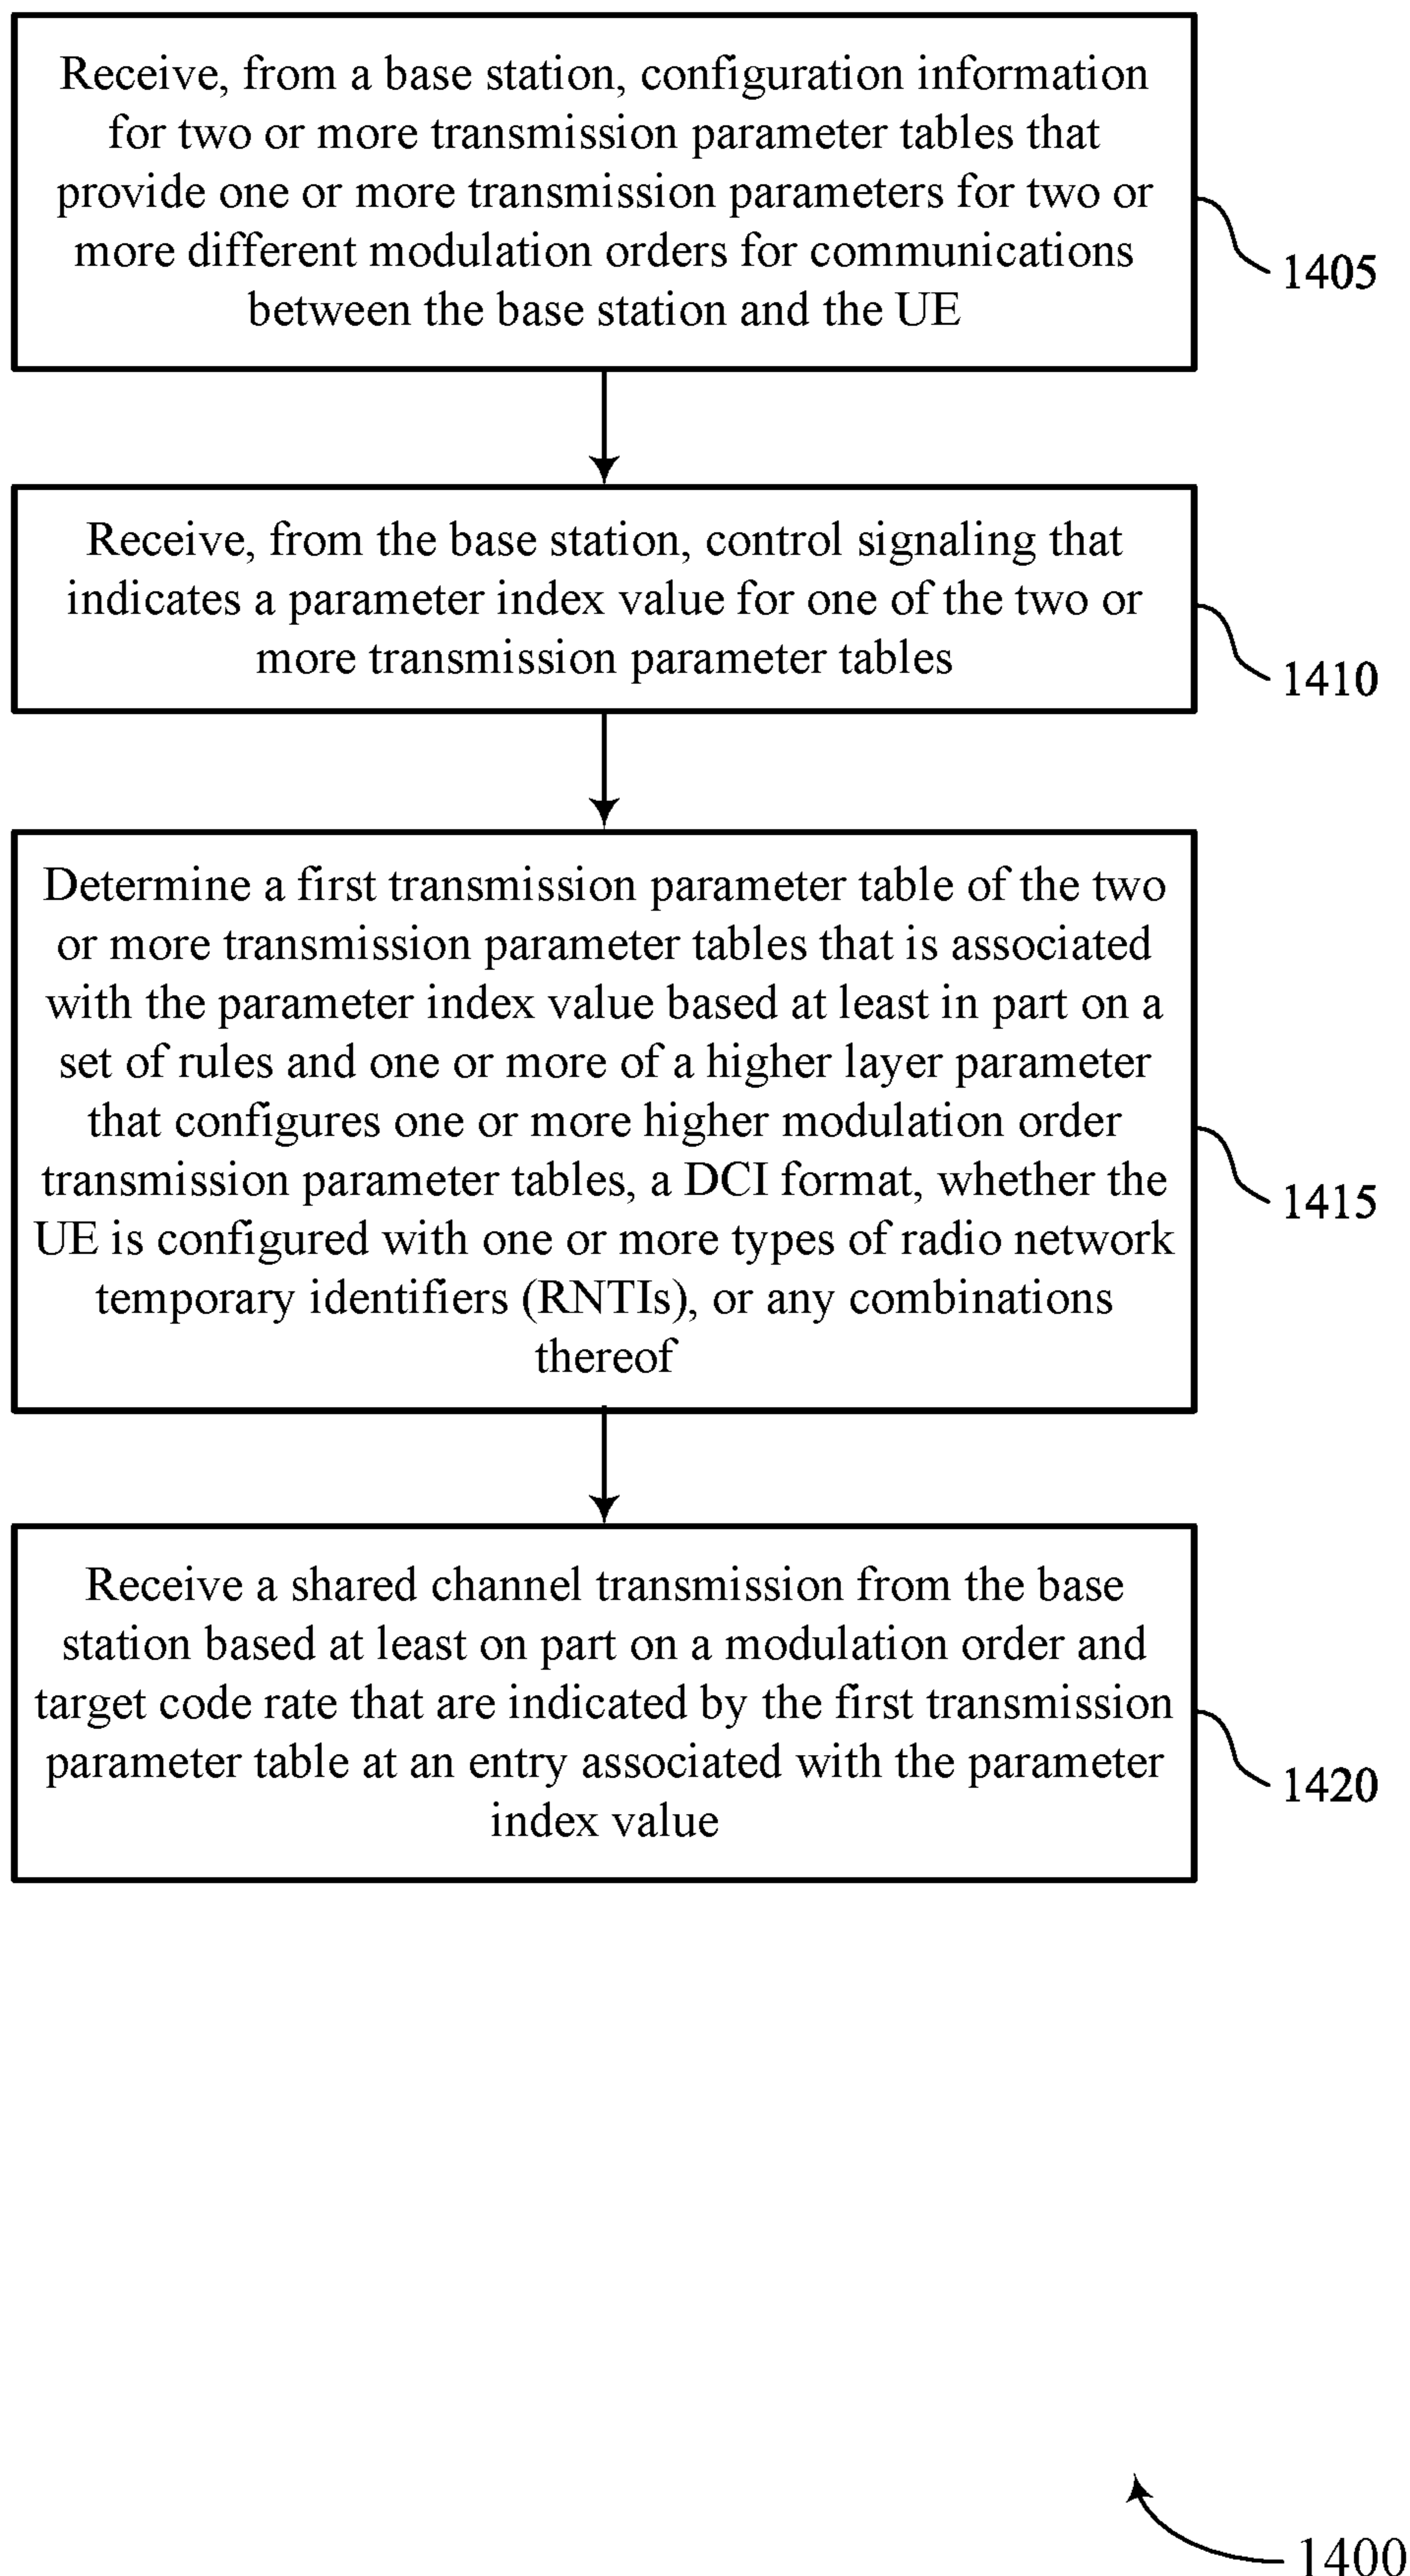 Receive, from a base station, configuration information
for two or more transmission parameter tables that
provide one or more transmission parameters for two or
more different modulation orders for communications
between the base station and the UE
1405
Receive, from the base station, control signaling that
indicates a parameter index value for one of the two or
more transmission parameter tables
1410
Determine a first transmission parameter table of the two
or more transmission parameter tables that is associated
with the parameter index value based at least in part on a
set of rules and one or more of a higher layer parameter
that configures one or more higher modulation order
transmission parameter tables, a DCI format, whether the
UE is configured with one or more types of radio network
temporary identifiers (RNTIs), or any combinations
thereof
1415
Receive a shared channel transmission from the base
station based at least on part on a modulation order and
target code rate that are indicated by the first transmission
parameter table at an entry associated with the parameter
index value
1420
1400